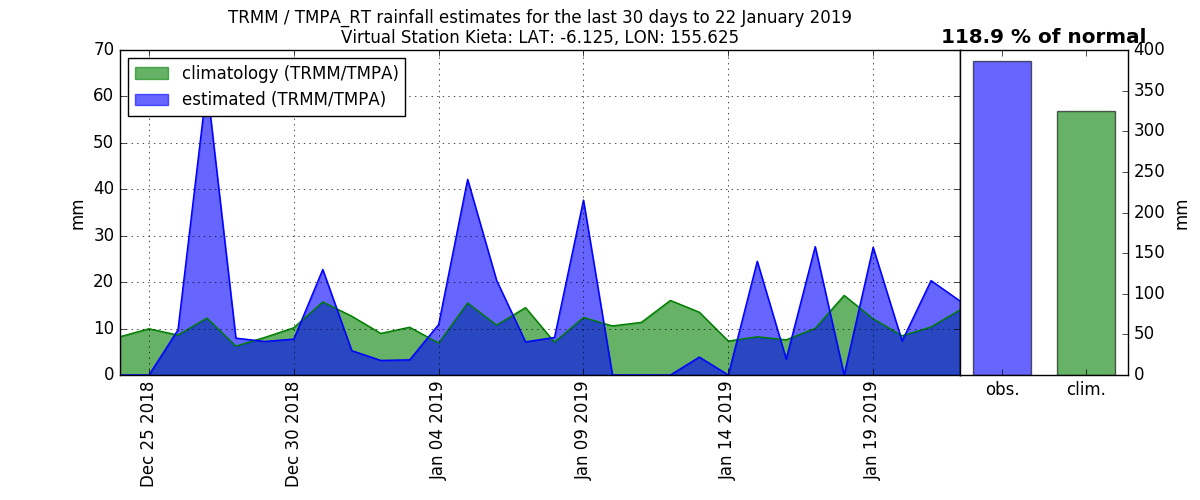 TRMM / TMPA_RT rainfall estimates for the last 30 days to 22 January 2019
Virtual Station Kieta: LAT: -6.125, LON: 155.625
118.9 % of normal
climatology (TRMM/TMPA)
estimated (TRMM/TMPA)
mm
70
60
50
40
30
20
10
0
Dec 25 2018
Dec 30 2018
Jan 04 2019
Jan 09 2019
Jan 14 2019
Jan 19 2019
400
350
300
250
200
150
100
50
0
mm
obs.
clim.